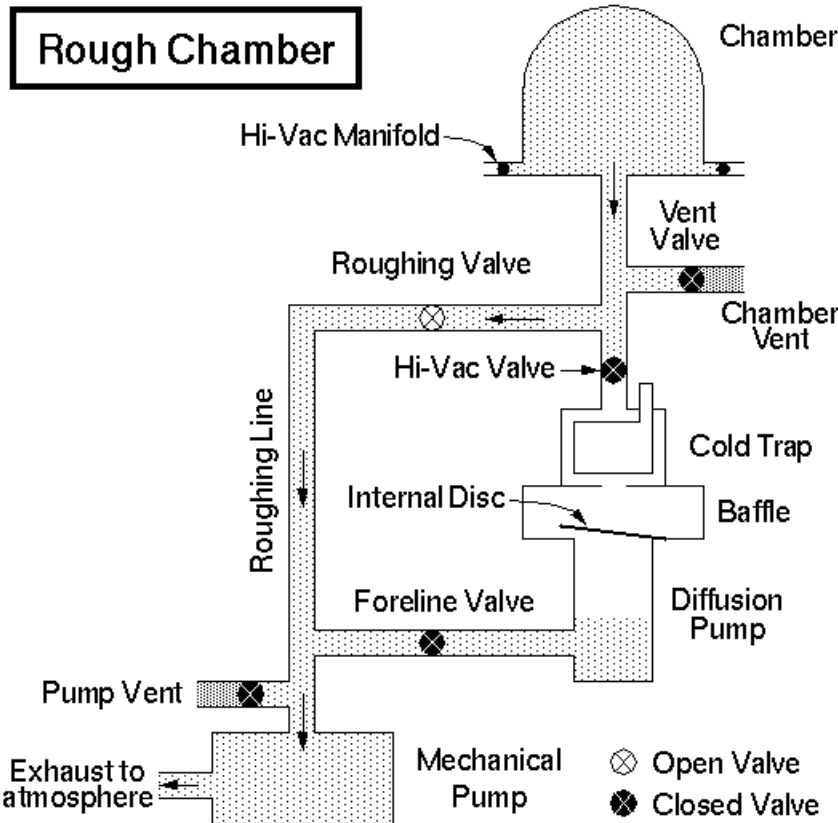 Rough Chamber
Chamber
Hi-Vac Manifold
Vent
Valve
Roughing Valve
Chamber
Vent
Hi-Vac Valve
Roughing Line
Cold Trap
Internal Disc
Baffle
Foreline Valve
Diffusion
Pump
Pump Vent
Exhaust to
atmosphere
Mechanical
Pump
Open Valve
Closed Valve